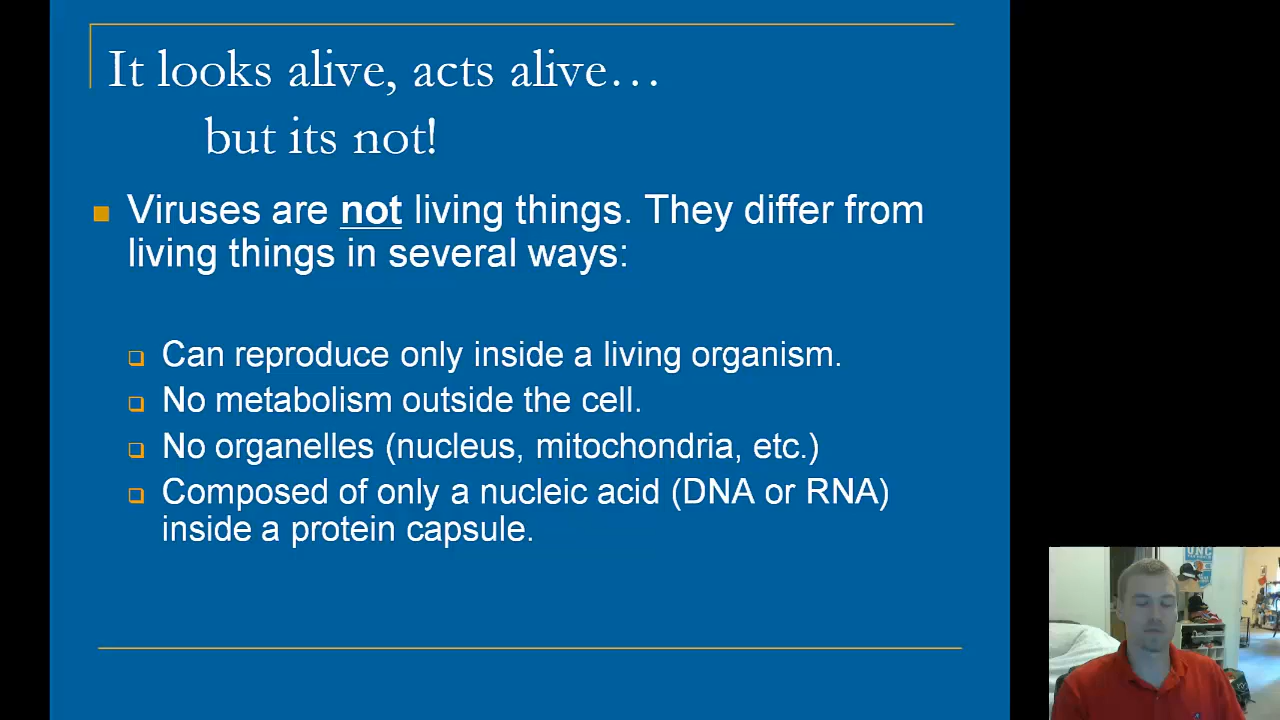 It looks alive, acts alive…
but its not!
Viruses are not living things. They differ from
living things in several ways:
Can reproduce only inside a living organism.
No metabolism outside the cell.
No organelles (nucleus, mitochondria, etc.)
Composed of only a nucleic acid (DNA or RNA)
inside a protein capsule.
UNC